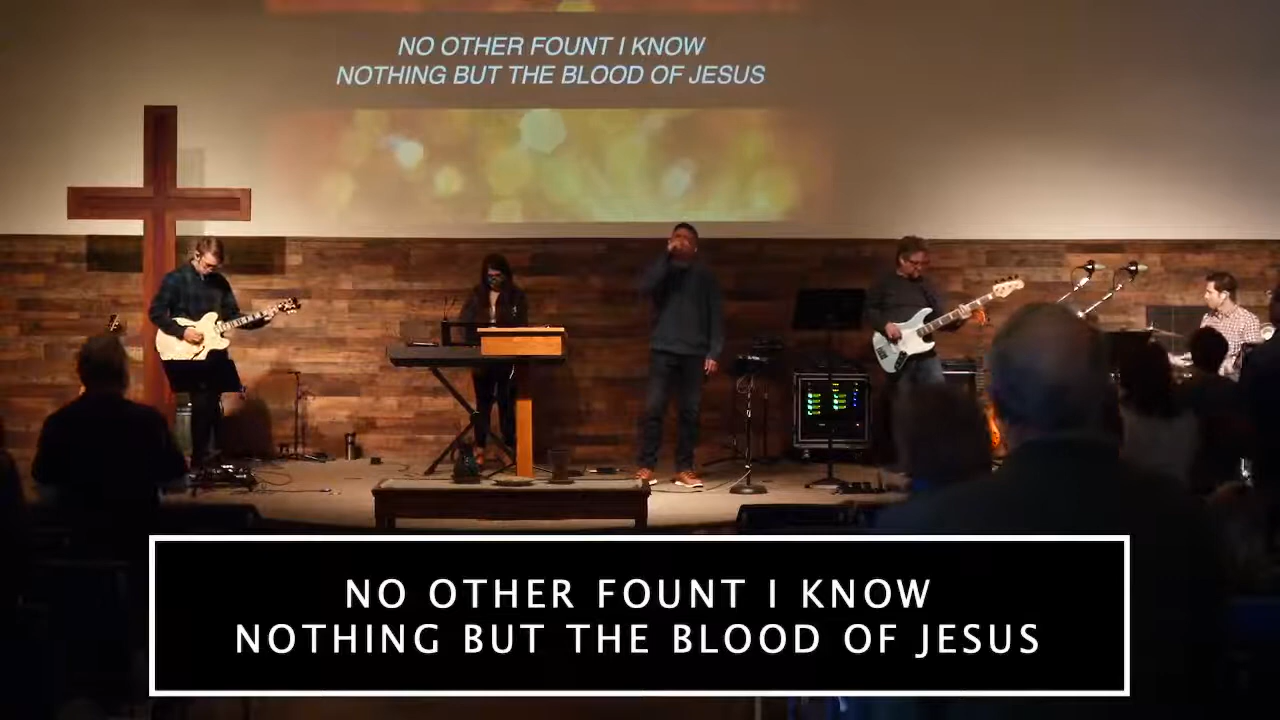 NO OTHER FOUNT I KNOW
NOTHING BUT THE BLOOD OF JESUS
NO OTHER FOUNT I KNOW
NOTHING BUT THE BLOOD OF JESUS